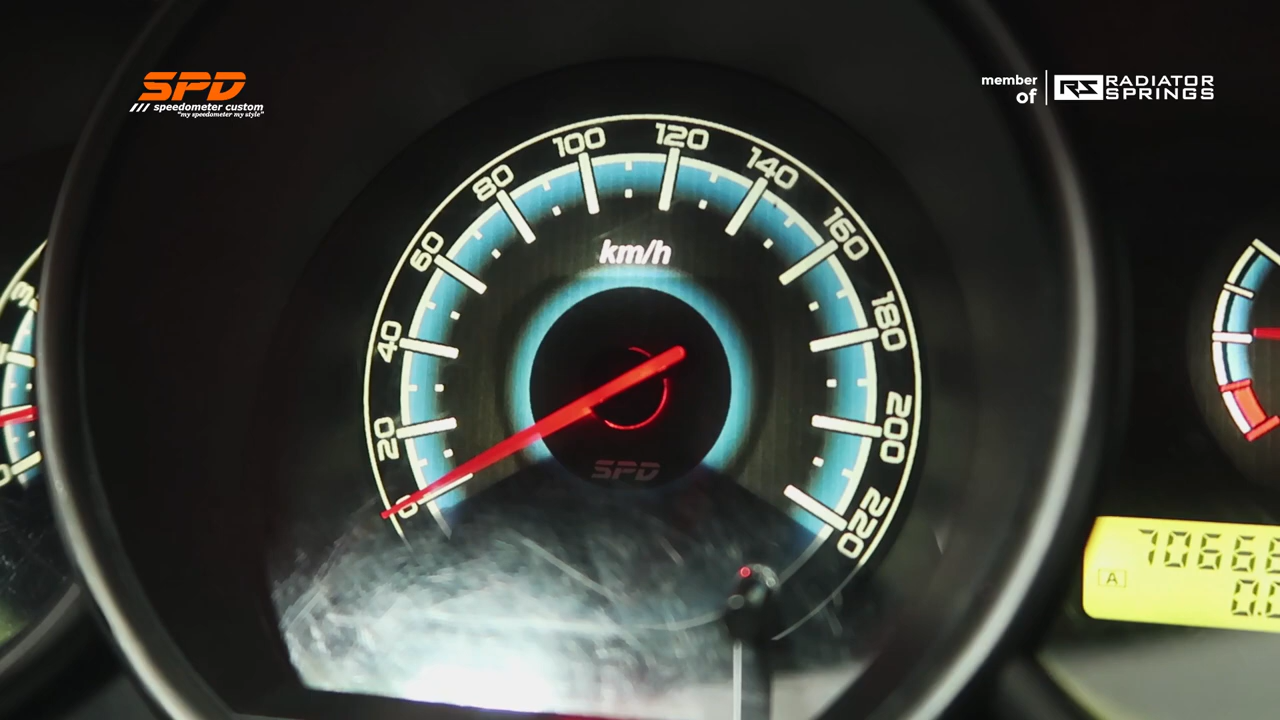 SPD
/// speedometer custom
"my speedometer my style"
member
of
RS RADIATOR
SPRINGS
0
20
40
60
80
100
120
140
160
180
200
220
km/h
SPD
A